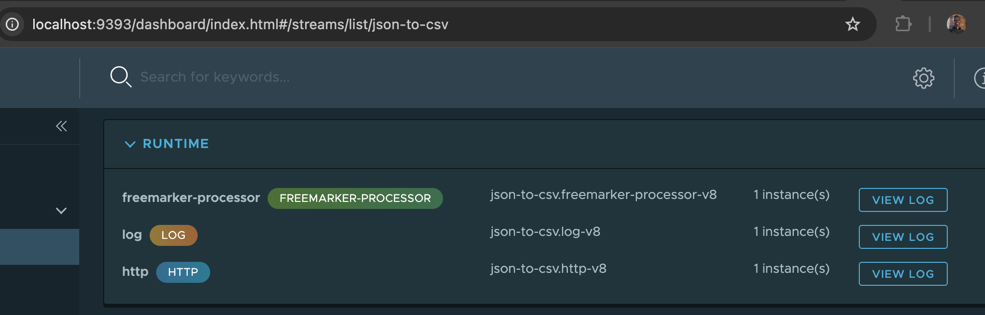 localhost:9393/dashboard/index.html#/streams/list/json-to-csv
Search for keywords...
RUNTIME
freemarker-processor FREEMARKER-PROCESSOR json-to-csv.freemarker-processor-v8 1 instance(s) VIEW LOG
log LOG json-to-csv.log-v8 1 instance(s) VIEW LOG
http HTTP json-to-csv.http-v8 1 instance(s) VIEW LOG